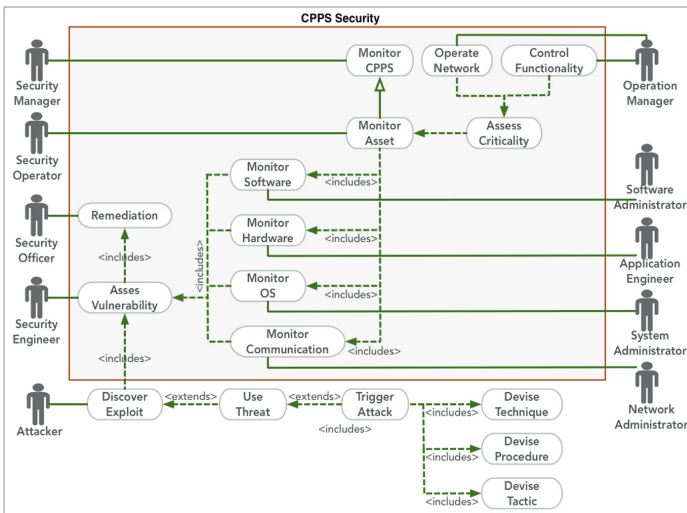 CPPS Security
Security
Manager
Monitor
CPPS
Operate
Network
Control
Functionality
Operation
Manager
Security
Operator
Monitor
Asset
Assess
Criticality
Monitor
Software
<includes>
Software
Administrator
Security
Officer
Remediation
<includes>
<includes>
Monitor
Hardware
<includes>
Application
Engineer
Security
Engineer
Asses
Vulnerability
Monitor
OS
<includes>
System
Administrator
Monitor
Communication
<includes>
<includes>
Attacker
Discover
Exploit
<extends>
Use
Threat
<extends>
Trigger
Attack
<includes>
<includes>
Devise
Technique
Network
Administrator
<includes>
Devise
Procedure
<includes>
Devise
Tactic